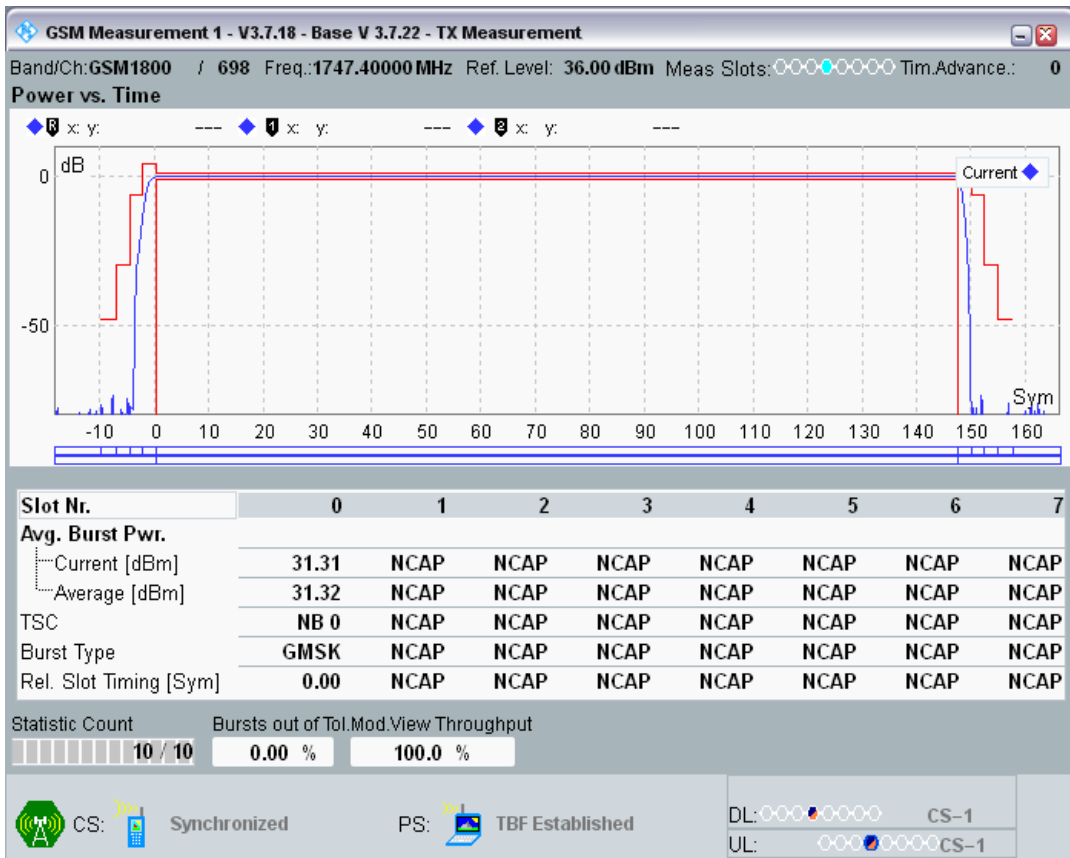 GSM Measurement 1 - V3.7.18 - Base V 3.7.22 - TX Measurement
Band/Ch:GSM1800 / 698 Freq.:1747.40000 MHz Ref. Level: 36.00 dBm Meas Slots: Tim.Advance.: 0
Power vs. Time
R x: y: --- 1 x: y: --- 2 x: y: ---
dB
Current
0
-50
Sym
-10 0 10 20 30 40 50 60 70 80 90 100 110 120 130 140 150 160
Slot Nr. 0 1 2 3 4 5 6 7
Avg. Burst Pwr.
Current [dBm] 31.31 NCAP NCAP NCAP NCAP NCAP NCAP NCAP
Average [dBm] 31.32 NCAP NCAP NCAP NCAP NCAP NCAP NCAP
TSC NB 0 NCAP NCAP NCAP NCAP NCAP NCAP NCAP
Burst Type GMSK NCAP NCAP NCAP NCAP NCAP NCAP NCAP
Rel. Slot Timing [Sym] 0.00 NCAP NCAP NCAP NCAP NCAP NCAP NCAP
Statistic Count Bursts out of Tol.Mod.View Throughput
10 / 10 0.00 % 100.0 %
CS: Synchronized PS: TBF Established
DL: CS-1
UL: CS-1